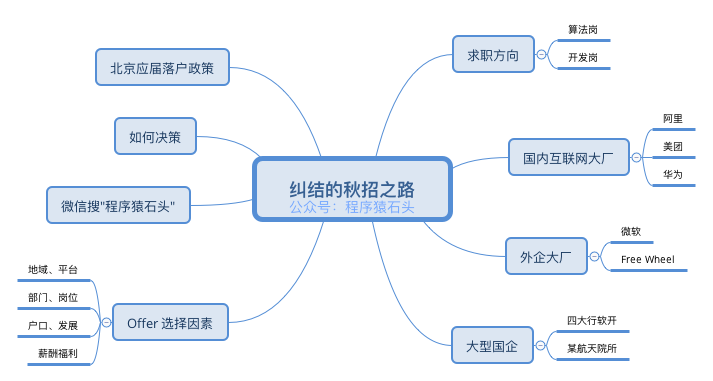 纠结的秋招之路
公众号：程序猿石头
求职方向
算法岗
开发岗
国内互联网大厂
阿里
美团
华为
外企大厂
微软
Free Wheel
大型国企
四大行软开
某航天院所
北京应届落户政策
如何决策
微信搜"程序猿石头"
Offer 选择因素
地域、平台
部门、岗位
户口、发展
薪酬福利